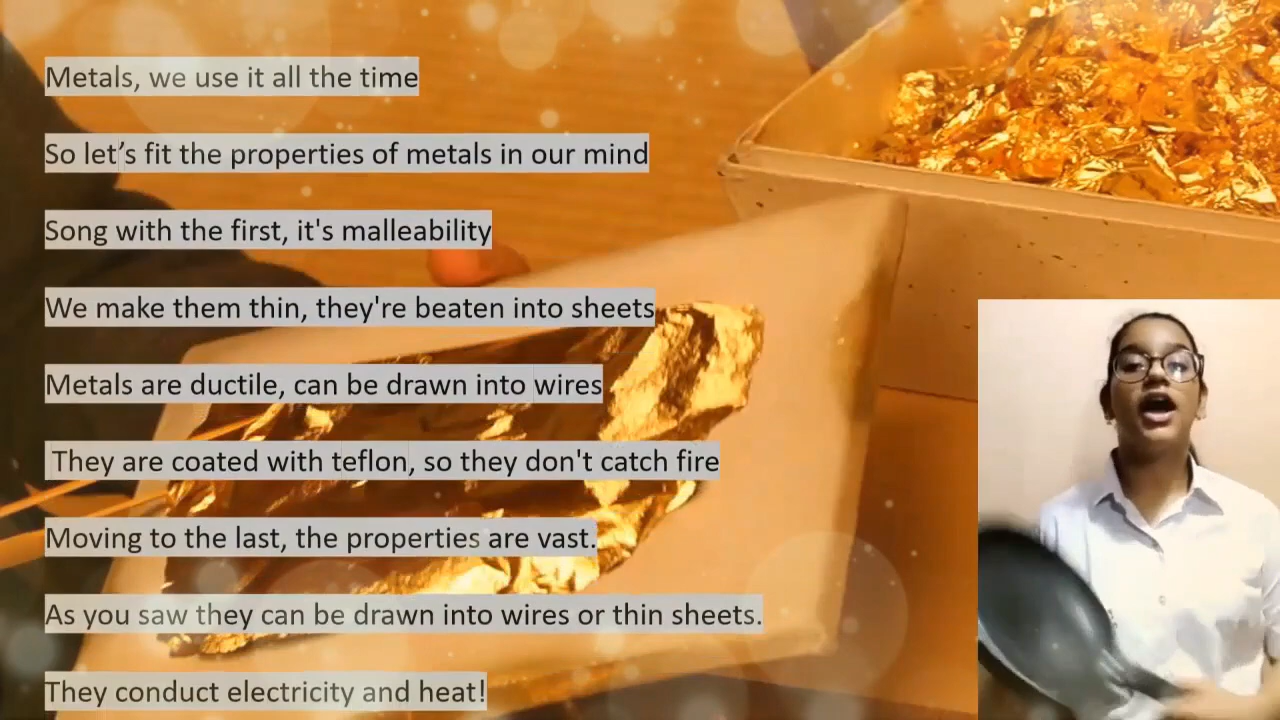 Metals, we use it all the time
So let’s fit the properties of metals in our mind
Song with the first, it's malleability
We make them thin, they're beaten into sheets
Metals are ductile, can be drawn into wires
They are coated with teflon, so they don't catch fire
Moving to the last, the properties are vast.
As you saw they can be drawn into wires or thin sheets.
They conduct electricity and heat!